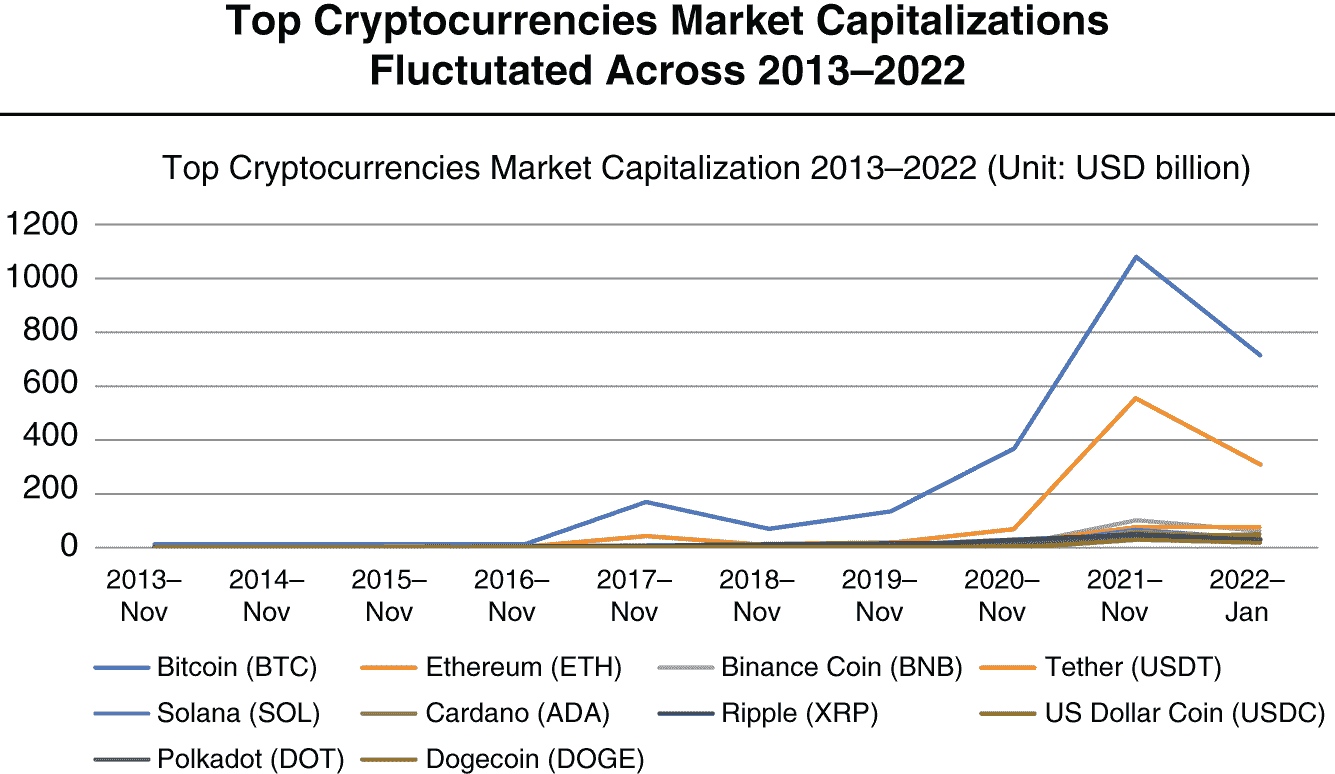 Top Cryptocurrencies Market Capitalizations
Fluctutated Across 2013–2022
Top Cryptocurrencies Market Capitalization 2013–2022 (Unit: USD billion)
1200
1000
800
600
400
200
0
2013– 2014– 2015– 2016– 2017– 2018– 2019– 2020– 2021– 2022–
Nov Nov Nov Nov Nov Nov Nov Nov Nov Jan
Bitcoin (BTC) Ethereum (ETH) Binance Coin (BNB) Tether (USDT)
Solana (SOL) Cardano (ADA) Ripple (XRP) US Dollar Coin (USDC)
Polkadot (DOT) Dogecoin (DOGE)